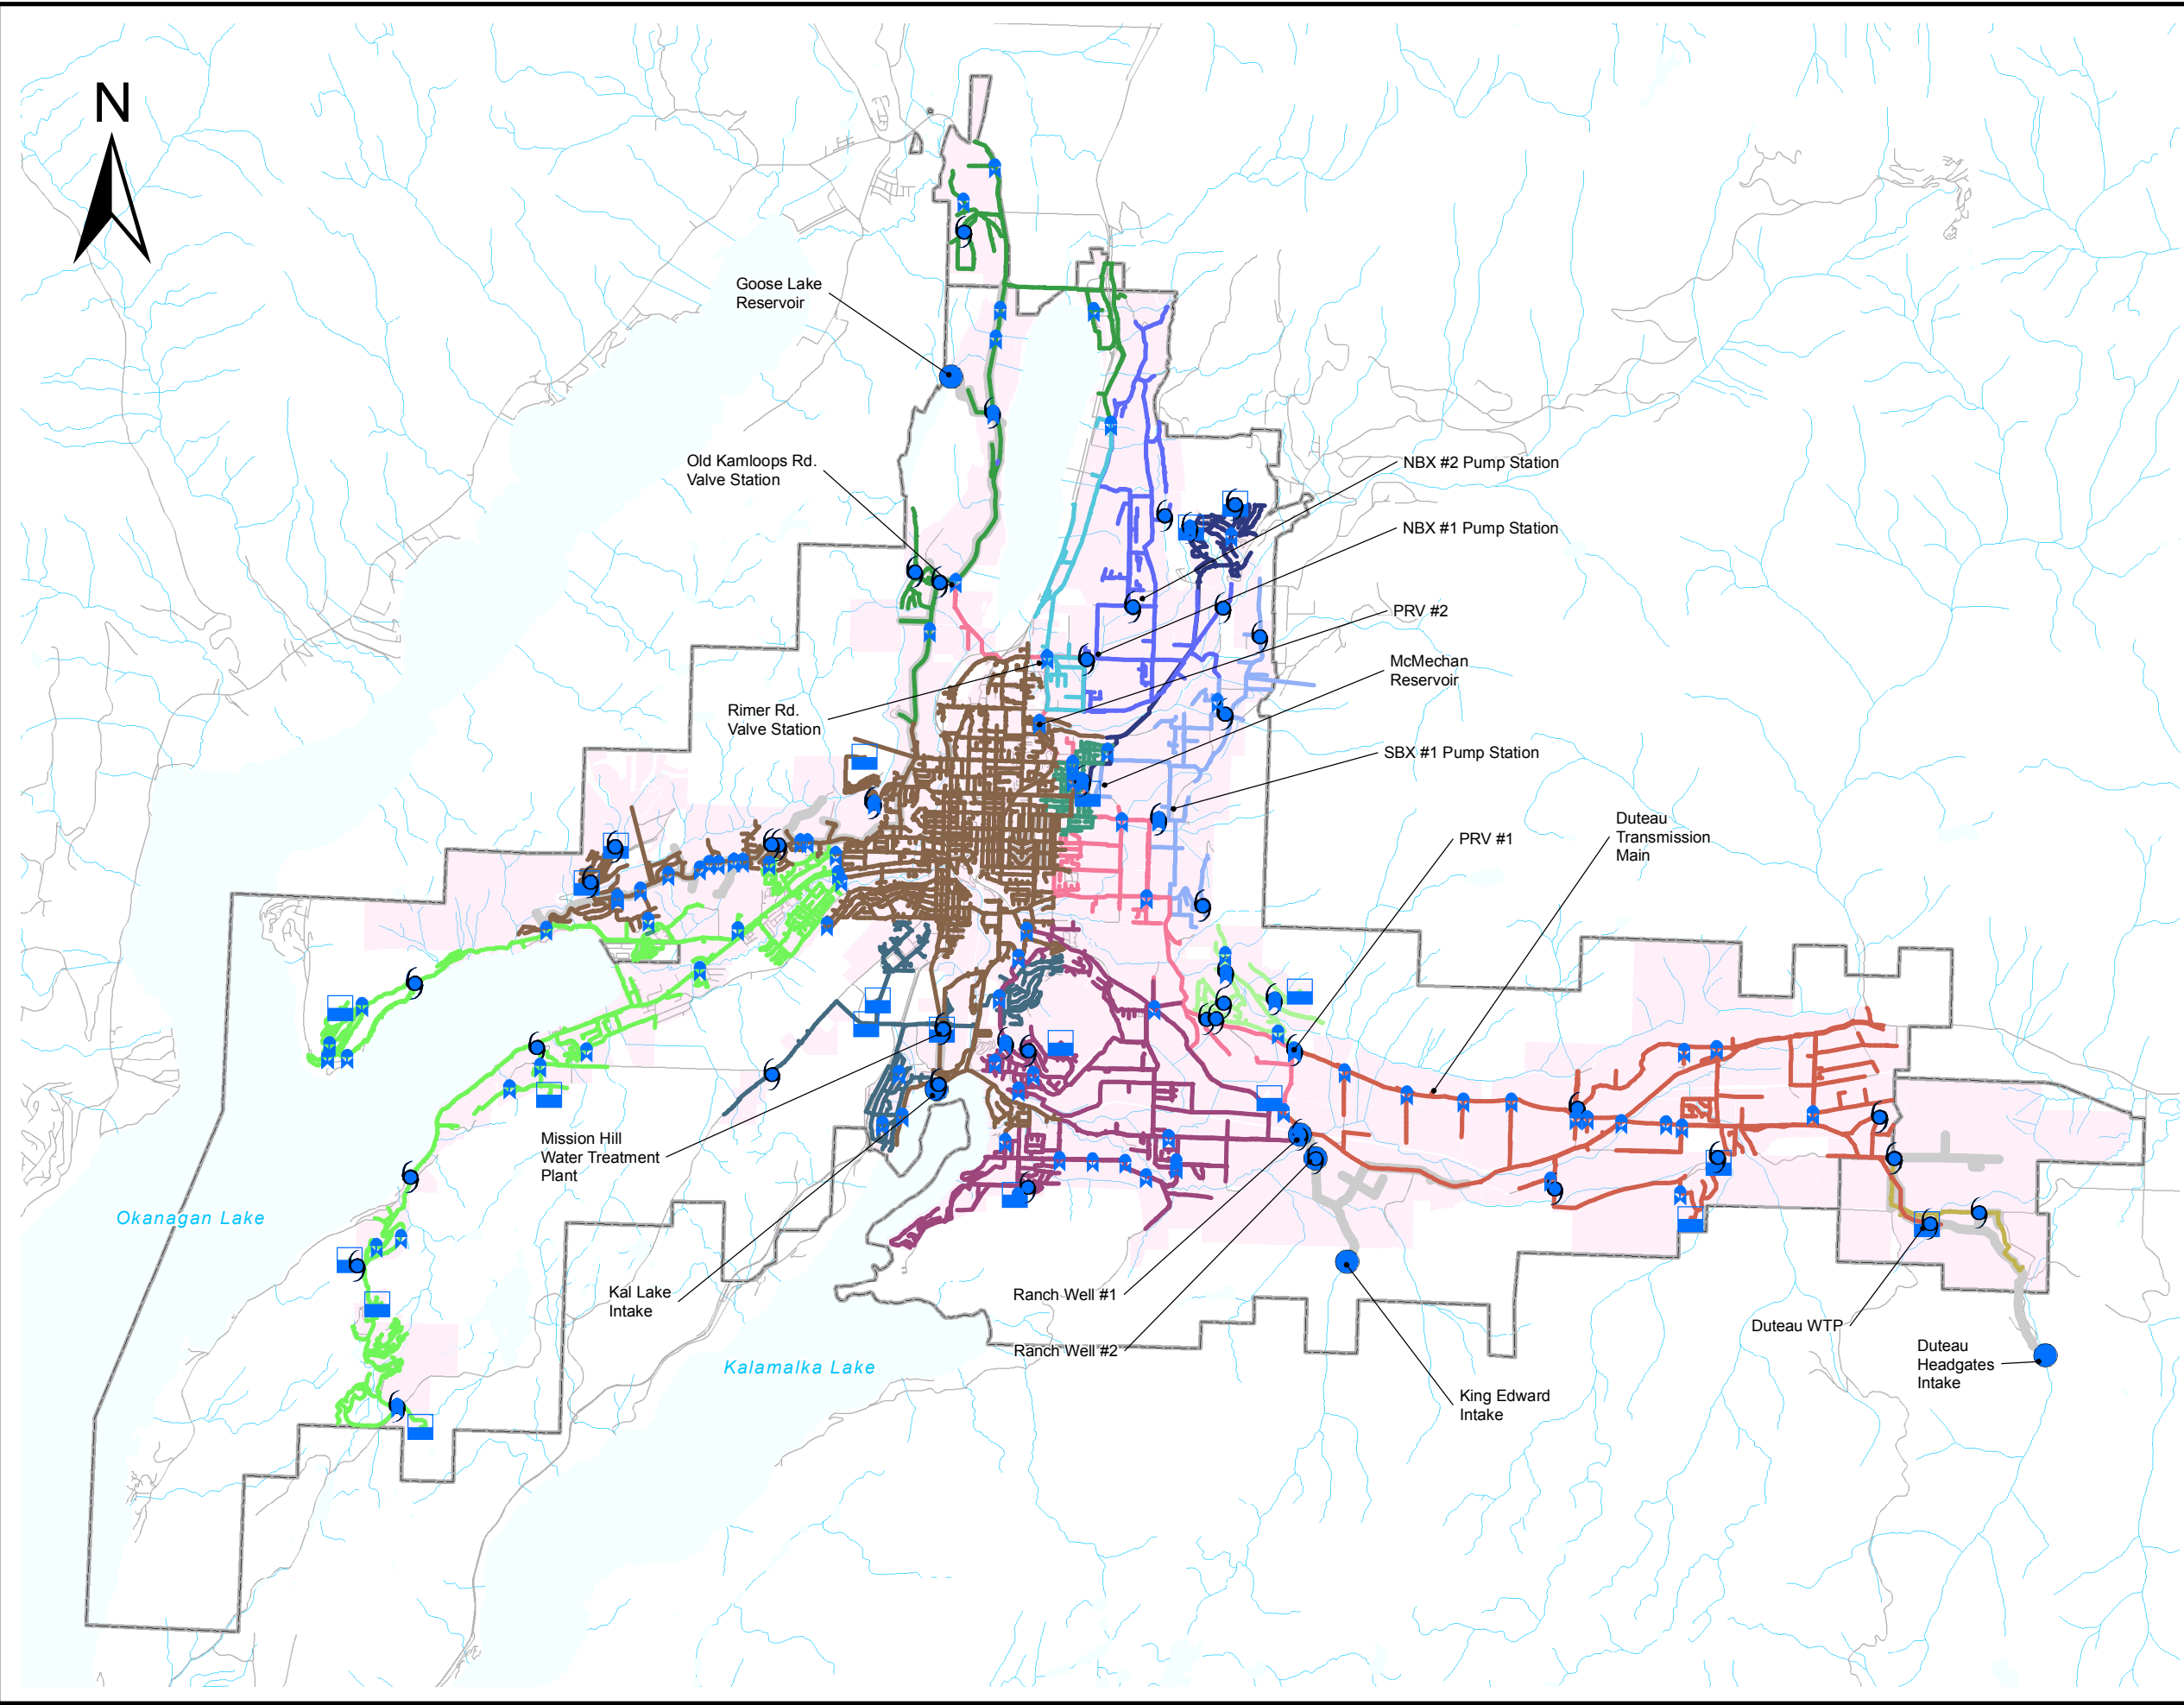 N
Goose Lake
Reservoir
Old Kamloops Rd.
Valve Station
NBX #2 Pump Station
NBX #1 Pump Station
PRV #2
McMechan
Reservoir
Rimer Rd.
Valve Station
SBX #1 Pump Station
Duteau
Transmission
Main
PRV #1
Mission Hill
Water Treatment
Plant
Okanagan Lake
Kal Lake
Intake
Ranch Well #1
Ranch Well #2
Kalamalka Lake
King Edward
Intake
Duteau WTP
Duteau
Headgates
Intake